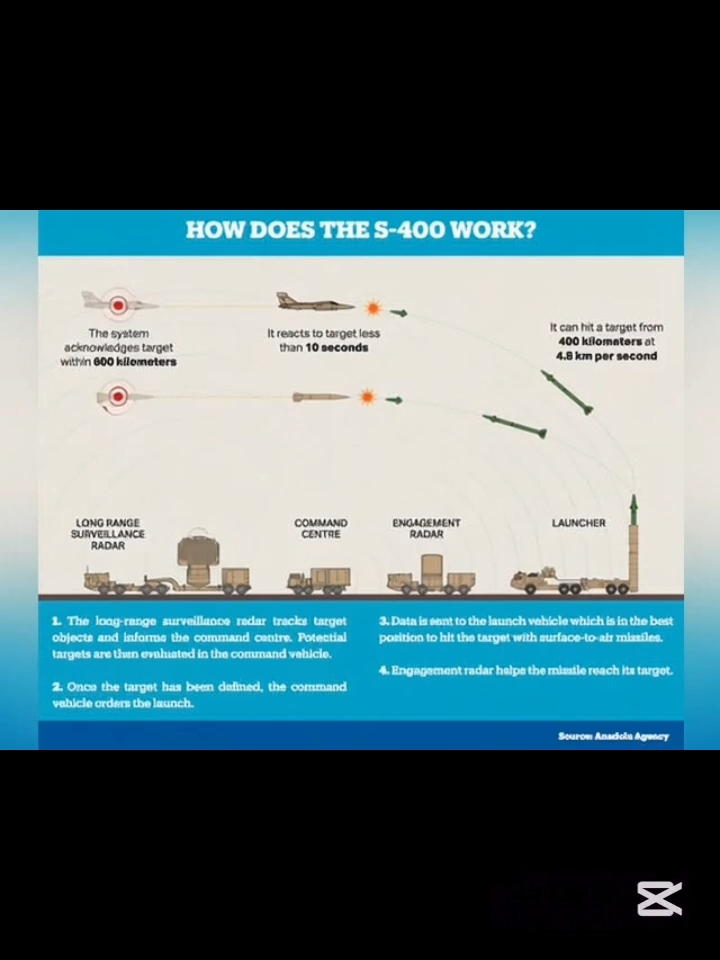 HOW DOES THE S-400 WORK?
The system
acknowledges target
within 600 kilometers
It reacts to target less
than 10 seconds
It can hit a target from
400 kilometers at
4.8 km per second
LONG RANGE
SURVEILLANCE
RADAR
COMMAND
CENTRE
ENGAGEMENT
RADAR
LAUNCHER
1. The long-range surveillance radar tracks target
objects and informs the command centre. Potential
targets are then evaluated in the command vehicle.
2. Once the target has been defined, the command
vehicle orders the launch.
3. Data is sent to the launch vehicle which is in the best
position to hit the target with surface-to-air missiles.
4. Engagement radar helps the missile reach its target.
Source: Anadolu Agency